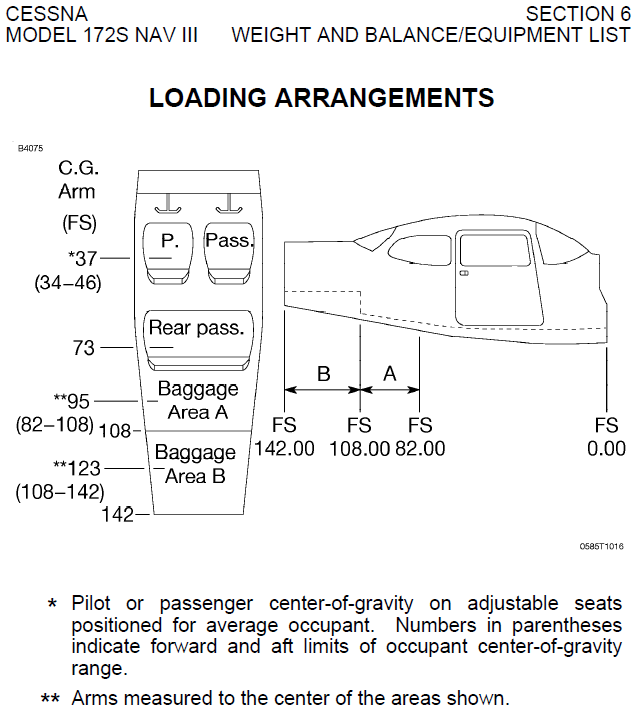 CESSNA SECTION 6
MODEL 172S NAV III WEIGHT AND BALANCE/EQUIPMENT LIST
LOADING ARRANGEMENTS
B4075
C.G.
Arm
(FS)
*37
(34–46)
73
**95
(82–108)
108
**123
(108–142)
142
P.
Pass.
Rear pass.
Baggage
Area A
Baggage
Area B
B
A
FS
142.00
FS
108.00
FS
82.00
FS
0.00
0585T1016
* Pilot or passenger center-of-gravity on adjustable seats
positioned for average occupant. Numbers in parentheses
indicate forward and aft limits of occupant center-of-gravity
range.
** Arms measured to the center of the areas shown.